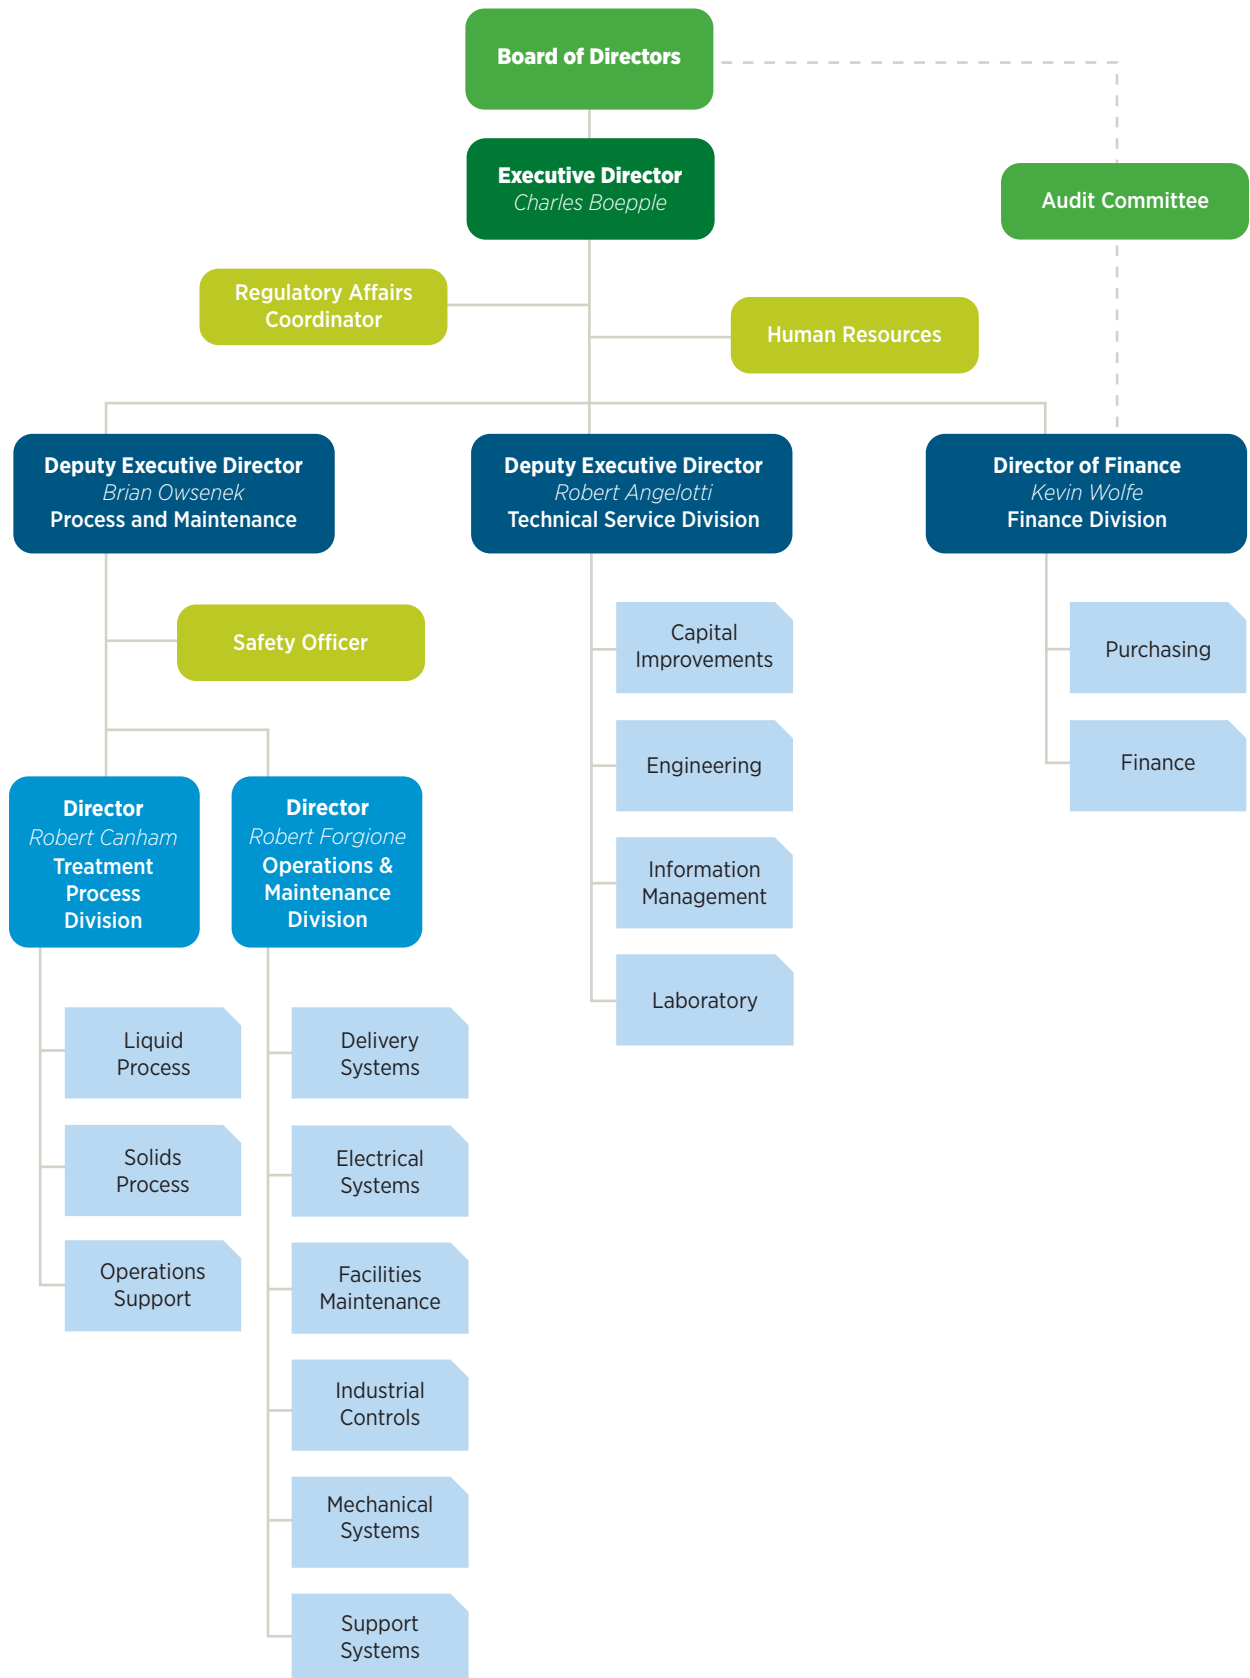 Board of Directors
Executive Director
Charles Boepple
Audit Committee
Regulatory Affairs
Coordinator
Human Resources
Deputy Executive Director
Brian Owsenek
Process and Maintenance
Deputy Executive Director
Robert Angelotti
Technical Service Division
Director of Finance
Kevin Wolfe
Finance Division
Safety Officer
Capital
Improvements
Engineering
Information
Management
Laboratory
Purchasing
Finance
Director
Robert Canham
Treatment
Process
Division
Director
Robert Forgione
Operations &
Maintenance
Division
Liquid
Process
Solids
Process
Operations
Support
Delivery
Systems
Electrical
Systems
Facilities
Maintenance
Industrial
Controls
Mechanical
Systems
Support
Systems